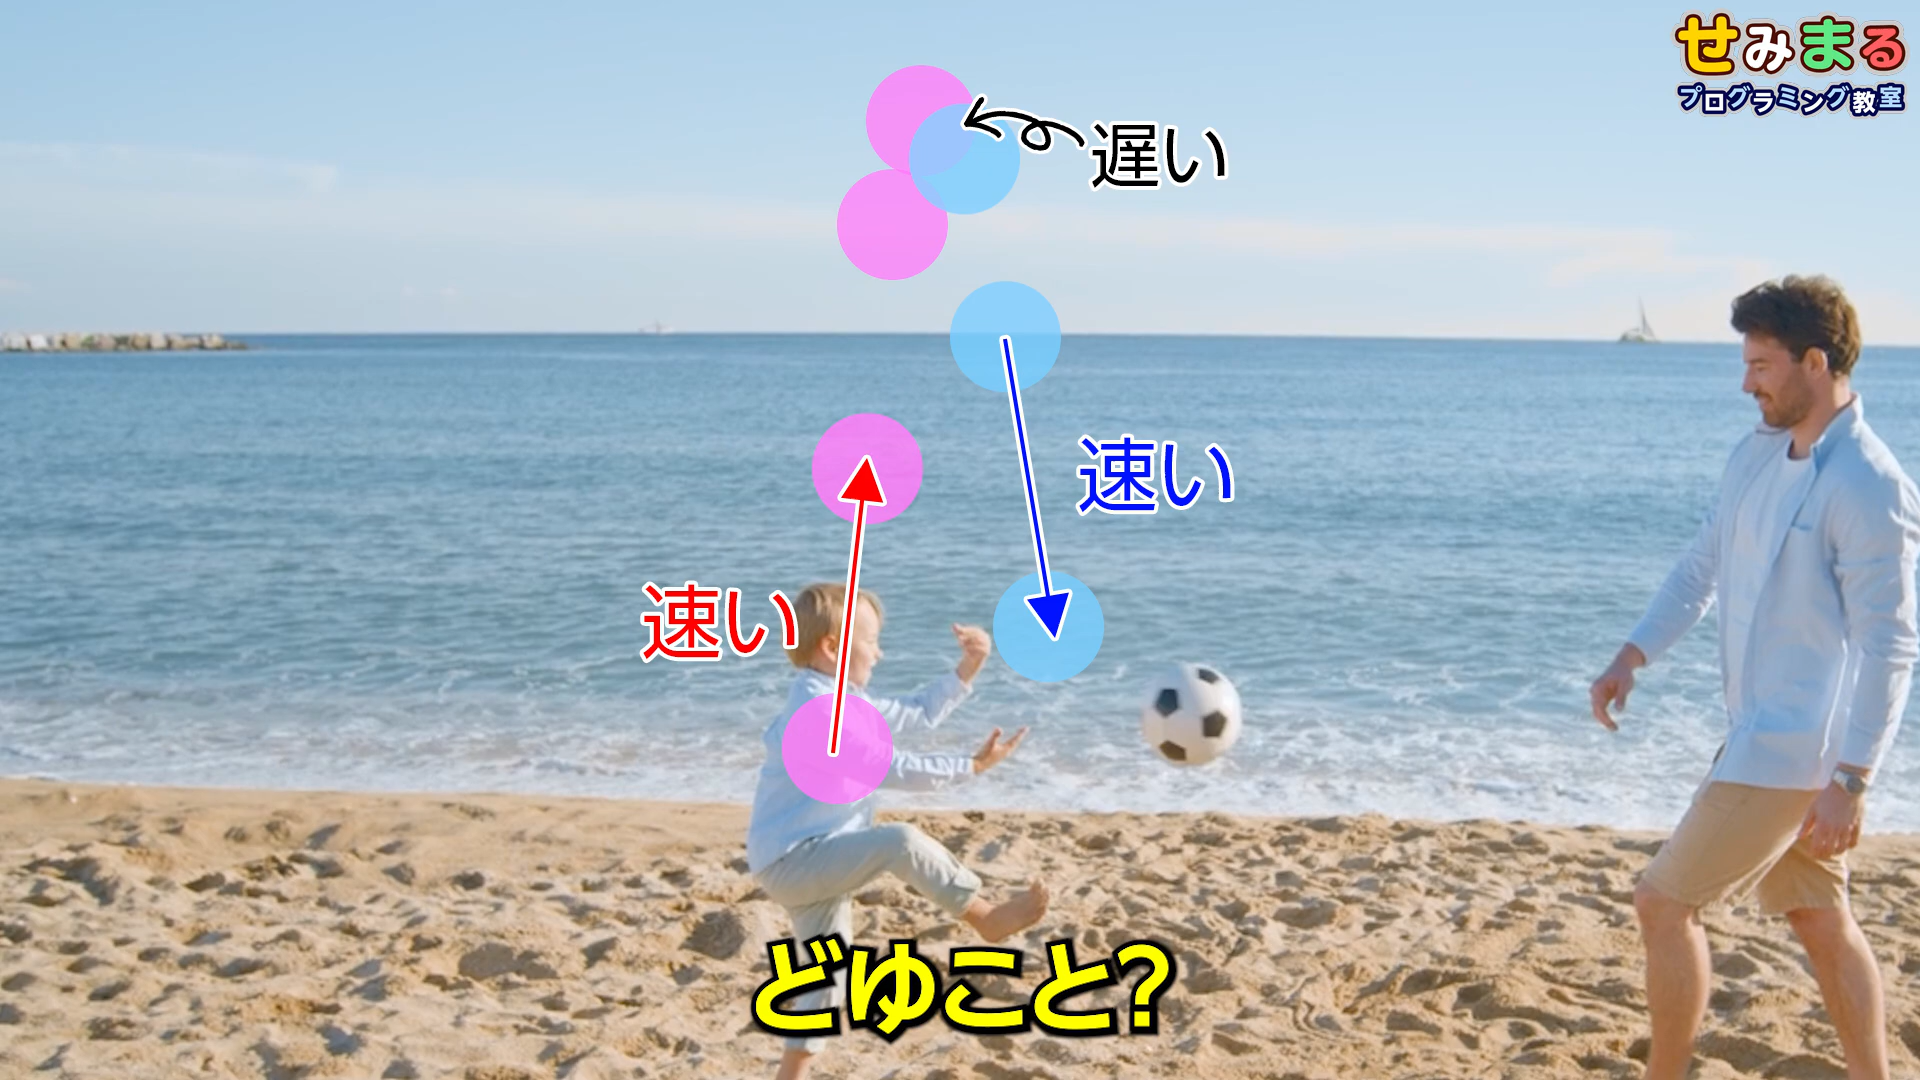 せみまる
プログラミング教室
遅い
速い
速い
どゆこと?